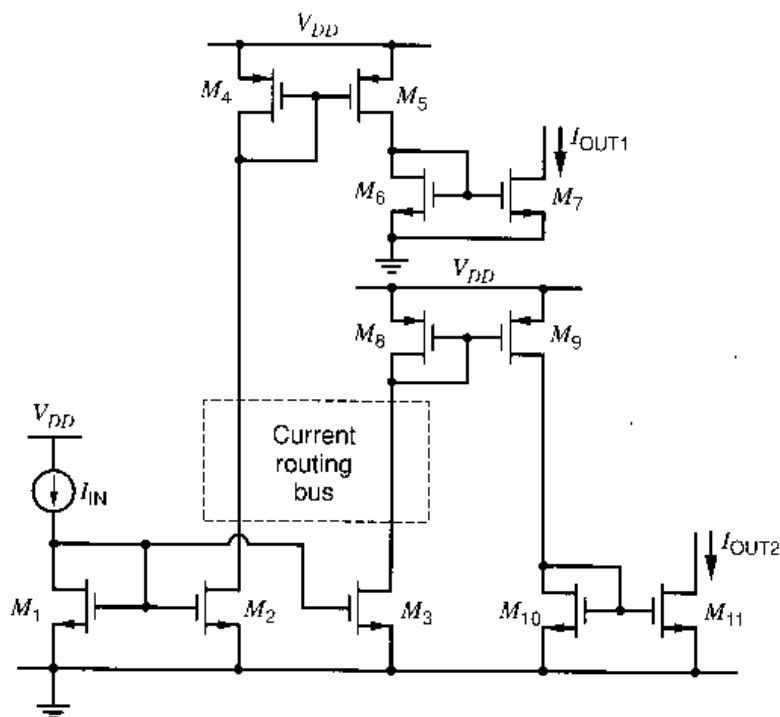 V_DD
M_4
M_5
I_OUT1
M_6
M_7
V_DD
M_8
M_9
V_DD
Current
routing
bus
I_IN
I_OUT2
M_1
M_2
M_3
M_10
M_11